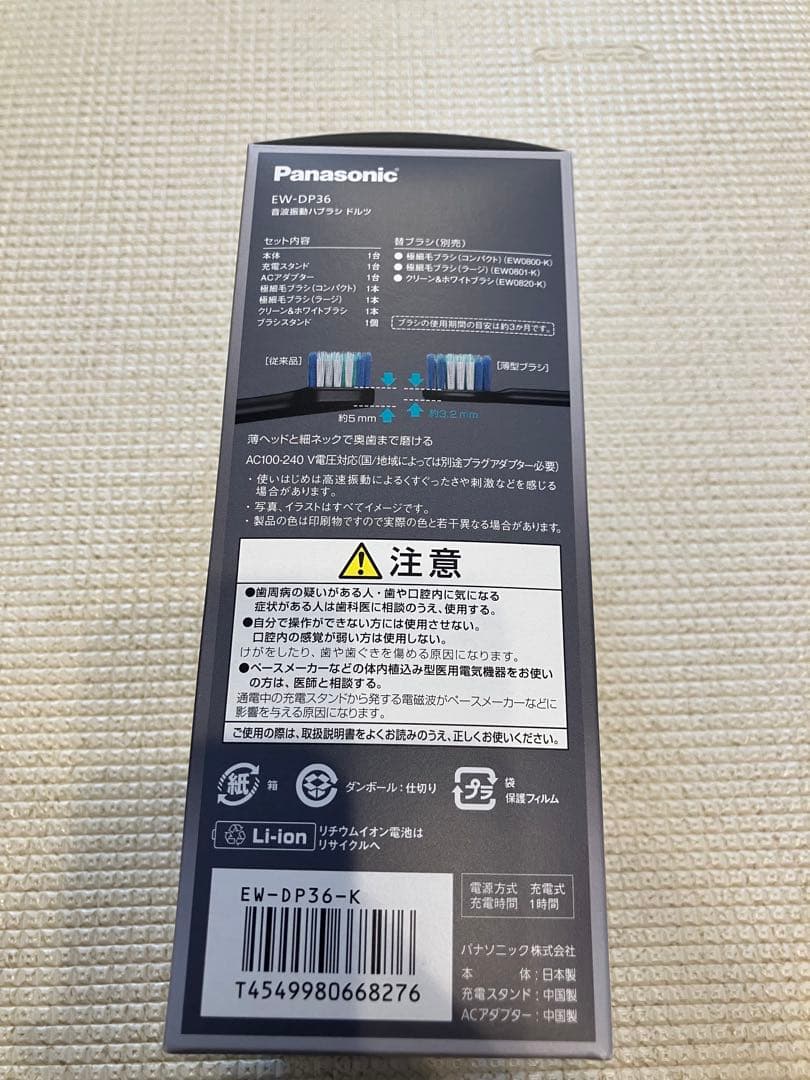 Panasonic
EW-DP36
音波振動ハブラシ ドルツ
セット内容
本体 1台
充電スタンド 1台
ACアダプター 1台
極細毛ブラシ(コンパクト) 1本
極細毛ブラシ(ラージ) 1本
クリーン&ホワイトブラシ 1本
ブラシスタンド 1個
替ブラシ(別売)
● 極細毛ブラシ(コンパクト)(EW0800-K)
● 極細毛ブラシ(ラージ)(EW0801-K)
● クリーン&ホワイトブラシ(EW0820-K)
ブラシの使用期間の目安は約3か月です。
[従来品]
[薄型ブラシ]
約5mm
約3.2mm
薄ヘッドと細ネックで奥歯まで磨ける
AC100-240 V電圧対応(国/地域によっては別途プラグアダプター必要)
・使いはじめは高速振動によるくすぐったさや刺激などを感じる
場合があります。
・写真、イラストはすべてイメージです。
・製品の色は印刷物ですので実際の色と若干異なる場合があります。
注意
●歯周病の疑いがある人・歯や口腔内に気になる
症状がある人は歯科医に相談のうえ、使用する。
●自分で操作ができない方には使用させない。
口腔内の感覚が弱い方は使用しない。
けがをしたり、歯や歯ぐきを傷める原因になります。
●ペースメーカーなどの体内植込み型医用電気機器をお使い
の方は、医師と相談する。
通電中の充電スタンドから発する電磁波がペースメーカーなどに
影響を与える原因になります。
ご使用の際は、取扱説明書をよくお読みのうえ、正しくお使いください。
紙 箱
ダンボール:仕切り
プラ 袋
保護フィルム
Li-ion
リチウムイオン電池は
リサイクルへ
EW-DP36-K
T4549980668276
電源方式 充電式
充電時間 1時間
パナソニック株式会社
本体:日本製
充電スタンド:中国製
ACアダプター:中国製